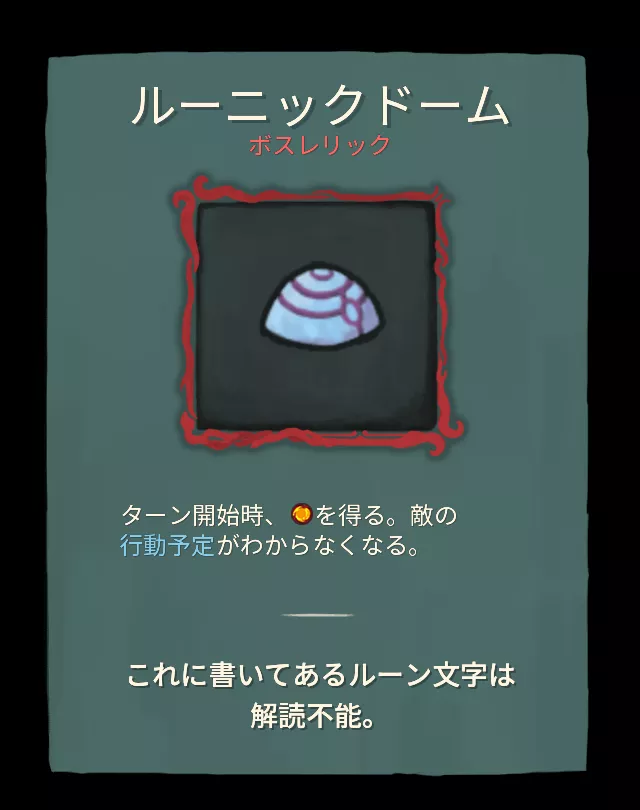 ルーニックドーム
ボスレリック
ターン開始時、を得る。敵の
行動予定がわからなくなる。
これに書いてあるルーン文字は
解読不能。